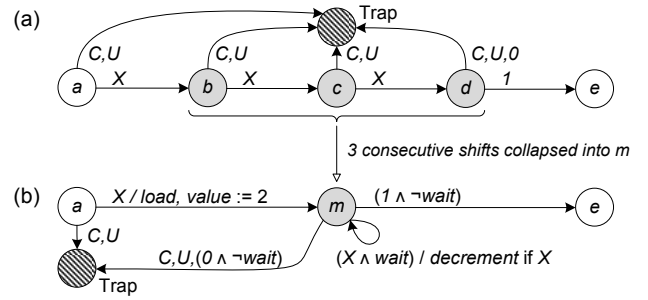 (a)
Trap
C,U
C,U
C,U
C,U,0
a
X
b
X
c
X
d
1
e
3 consecutive shifts collapsed into m
(b)
a
X / load, value := 2
m
(1 ∧ ¬wait)
e
C,U
C,U,(0 ∧ ¬wait)
(X ∧ wait) / decrement if X
Trap